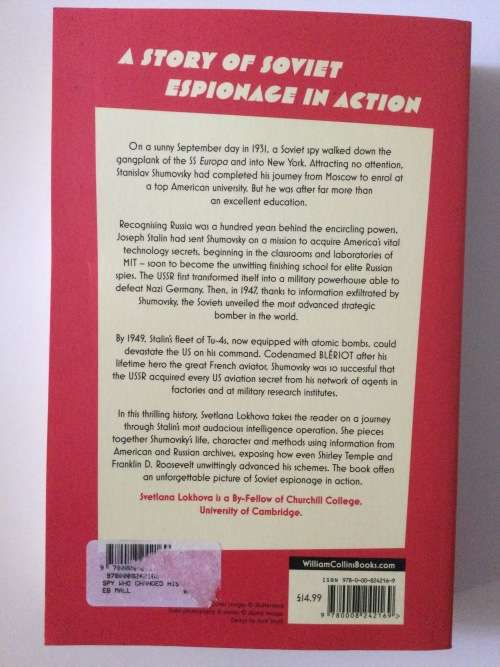 A STORY OF SOVIET
ESPIONAGE IN ACTION
On a sunny September day in 1931, a Soviet spy walked down the
gangplank of the SS Europa and into New York. Attracting no attention,
Stanislav Shumovsky had completed his journey from Moscow to enrol at
a top American university. But he was after far more than
an excellent education.
Recognising Russia was a hundred years behind the encircling powers,
Joseph Stalin had sent Shumovsky on a mission to acquire America's vital
technology secrets, beginning in the classrooms and laboratories of
MIT – soon to become the unwitting finishing school for elite Russian
spies. The USSR first transformed itself into a military powerhouse able to
defeat Nazi Germany. Then, in 1947, thanks to information exfiltrated by
Shumovsky, the Soviets unveiled the most advanced strategic
bomber in the world.
By 1949, Stalin's fleet of Tu-4s, now equipped with atomic bombs, could
devastate the US on his command. Codenamed BLÉRIOT after his
lifetime hero the great French aviator, Shumovsky was so successful that
the USSR acquired every US aviation secret from his network of agents in
factories and at military research institutes.
In this thrilling history, Svetlana Lokhova takes the reader on a journey
through Stalin's most audacious intelligence operation. She pieces
together Shumovsky's life, character and methods using information from
American and Russian archives, exposing how even Shirley Temple and
Franklin D. Roosevelt unwittingly advanced his schemes. The book offers
an unforgettable picture of Soviet espionage in action.
Svetlana Lokhova is a By-Fellow of Churchill College,
University of Cambridge.
SPY WHO CHANGED HIS
EB MALL
© Shutterstock
WilliamCollinsBooks.com
ISBN 978-0-00-824216-9
£14.99
9 780008 242169 >